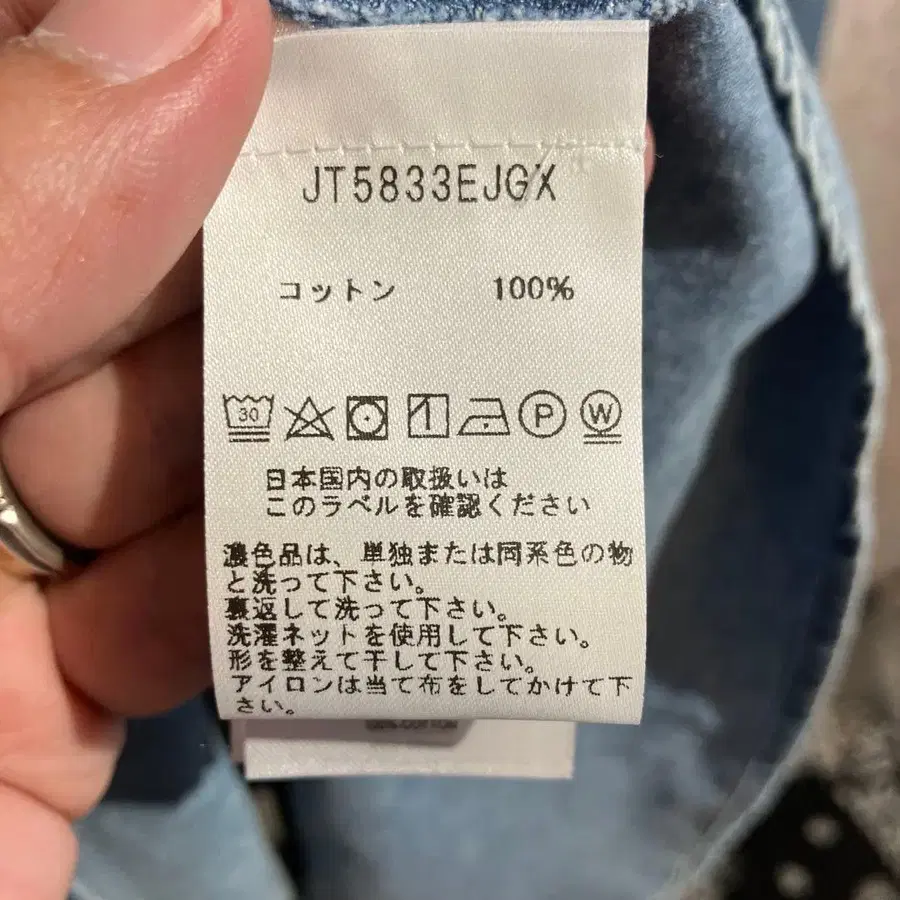 JT5833EJGX
コットン 100%
30 P W
日本国内の取扱いは
このラベルを確認ください
濃色品は、単独または同系色の物
と洗って下さい。
裏返して洗って下さい。
洗濯ネットを使用して下さい。
形を整えて干して下さい。
アイロンは当て布をしてかけて下
さい。